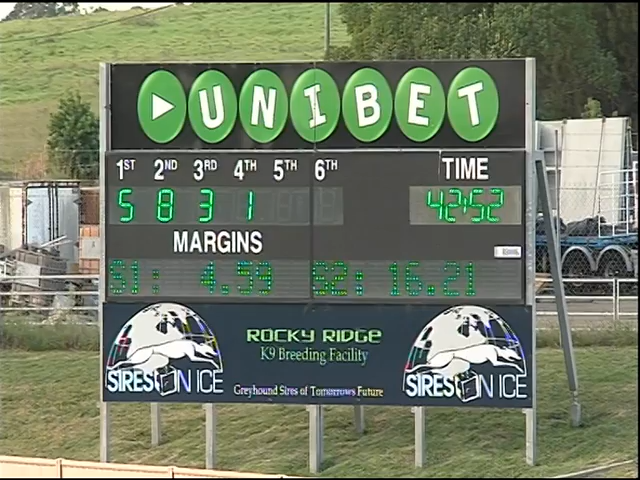 UNIBET
1ST 2ND 3RD 4TH 5TH 6TH TIME
5 8 3 1 42:52
MARGINS
S1: 4.59 S2: 16.21
ROCKY RIDGE
K9 Breeding Facility
SIRES ON ICE
SIRES ON ICE
Greyhound Sires of Tomorrows Future